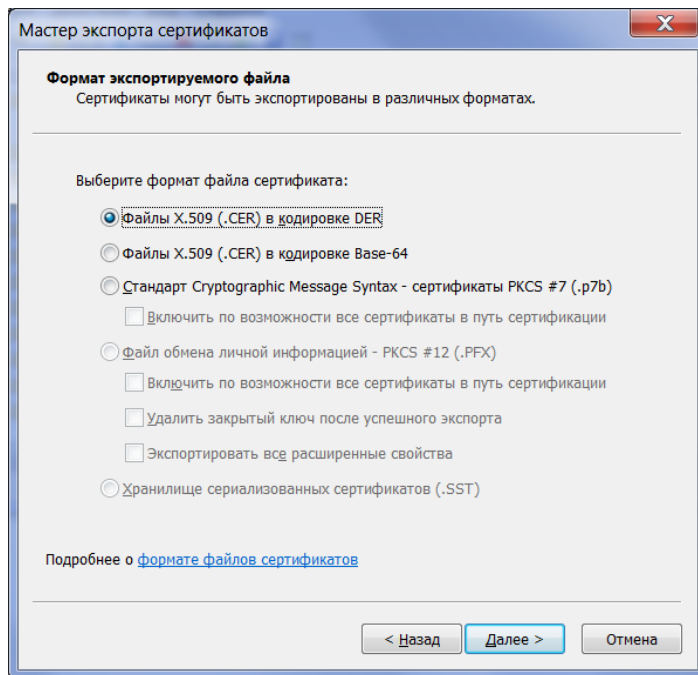 Мастер экспорта сертификатов
Формат экспортируемого файла
Сертификаты могут быть экспортированы в различных форматах.
Выберите формат файла сертификата:
Файлы X.509 (.CER) в кодировке DER
Файлы X.509 (.CER) в кодировке Base-64
Стандарт Cryptographic Message Syntax - сертификаты PKCS #7 (.p7b)
Включить по возможности все сертификаты в путь сертификации
Файл обмена личной информацией - PKCS #12 (.PFX)
Включить по возможности все сертификаты в путь сертификации
Удалить закрытый ключ после успешного экспорта
Экспортировать все расширенные свойства
Хранилище сериализованных сертификатов (.SST)
Подробнее о формате файлов сертификатов
< Назад Далее > Отмена